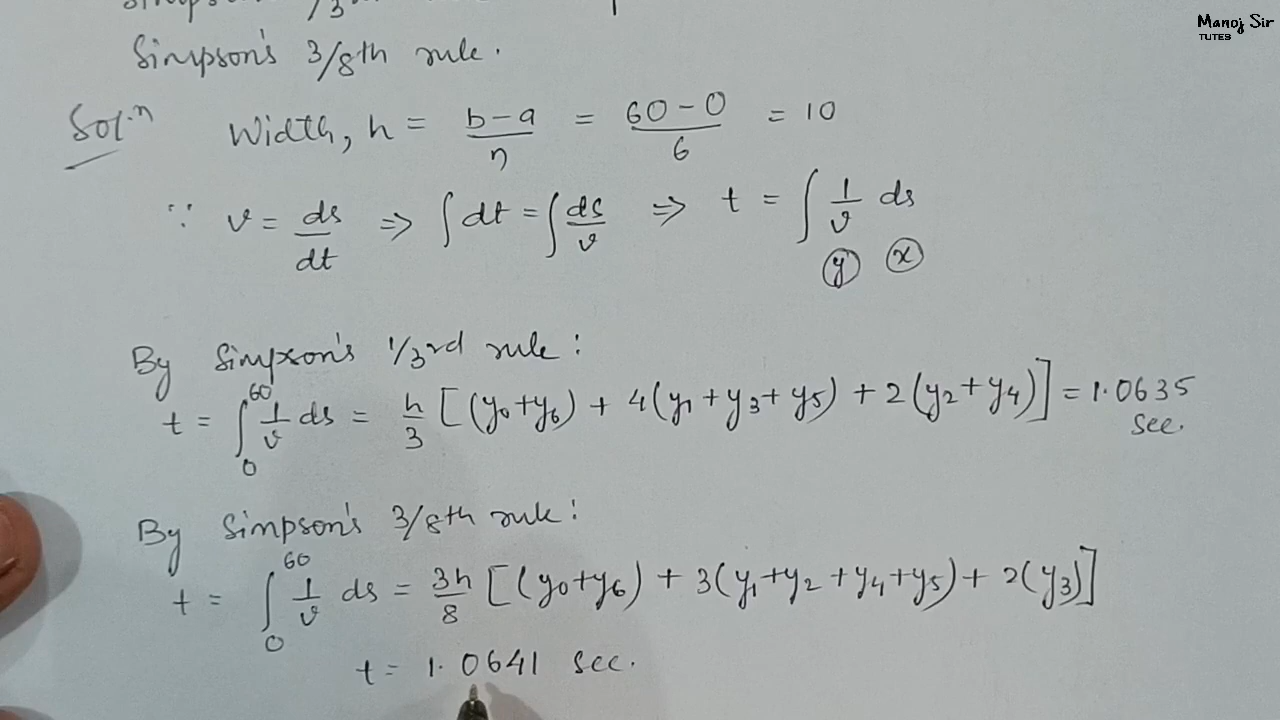 Manoj Sir
TUTES
Simpson's 3/8th rule.
Sol.n Width, h = b-a/n = 60-0/6 = 10
∵ v = ds/dt ⇒ ∫dt = ∫ds/v ⇒ t = ∫ 1/v ds
y x
By Simpson's 1/3rd rule:
t = ∫₀⁶⁰ 1/v ds = h/3 [(y₀+y₆) + 4(y₁+y₃+y₅) + 2(y₂+y₄)] = 1.0635
sec.
By Simpson's 3/8th rule:
t = ∫₀⁶⁰ 1/v ds = 3h/8 [(y₀+y₆) + 3(y₁+y₂+y₄+y₅) + 2(y₃)]
t = 1.0641 sec.